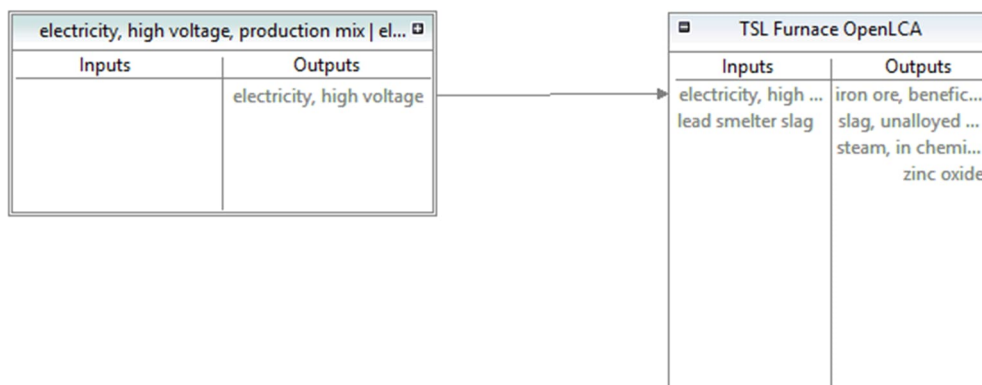 electricity, high voltage, production mix | el...
Inputs Outputs
electricity, high voltage
TSL Furnace OpenLCA
Inputs Outputs
electricity, high ... iron ore, benefic...
lead smelter slag slag, unalloyed ...
steam, in chemi...
zinc oxide